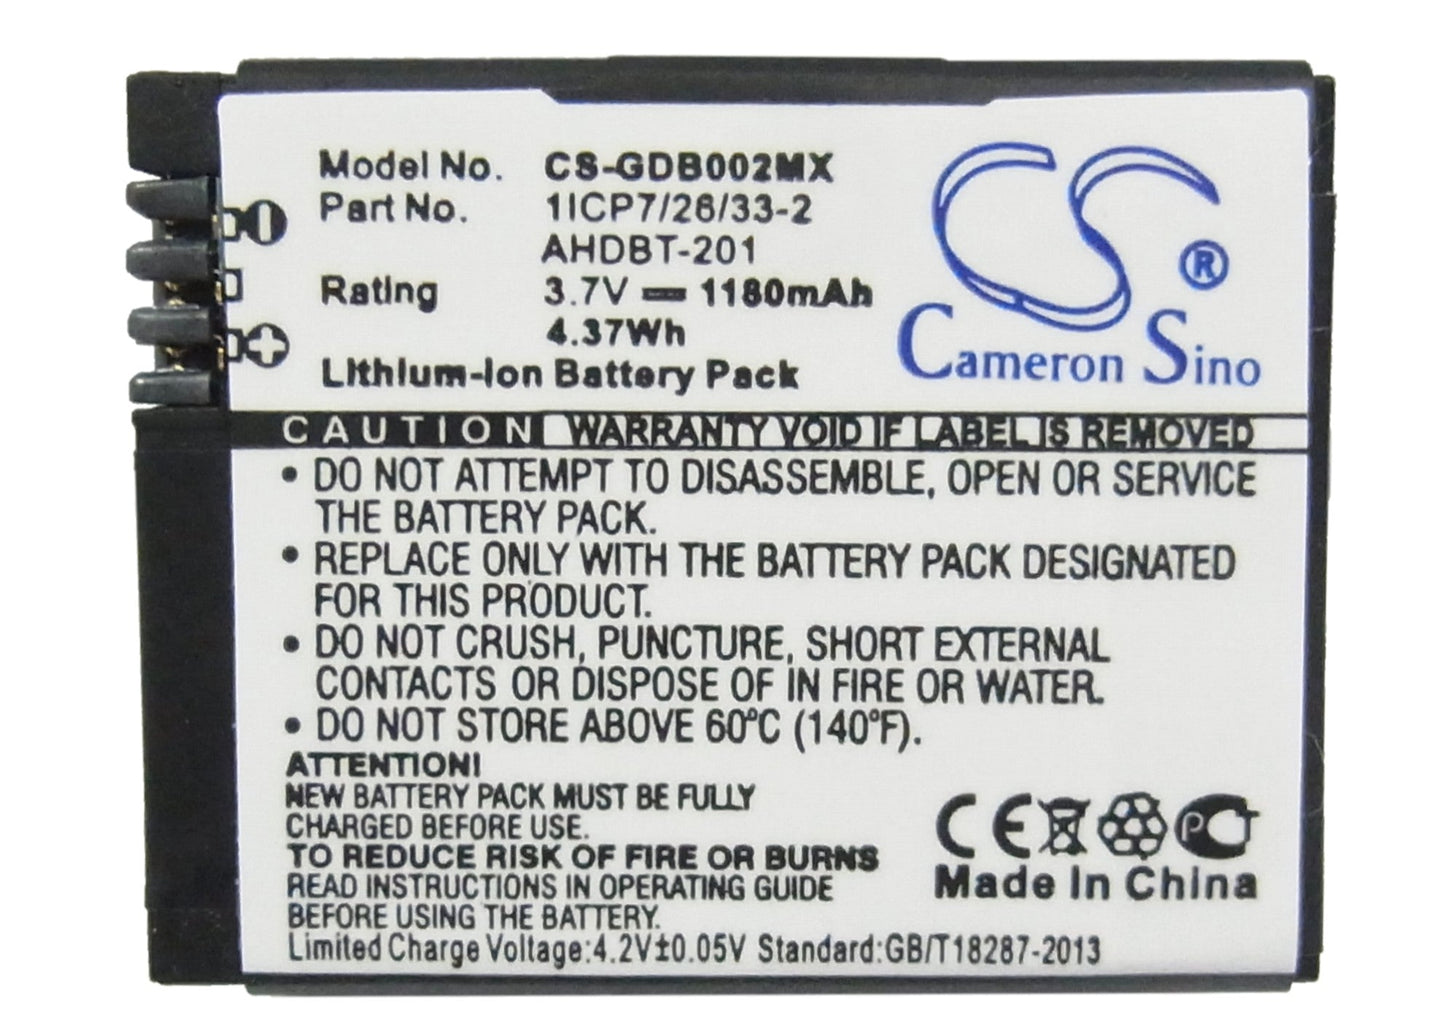 Model No. CS-GDB002MX
Part No. 1ICP7/26/33-2
AHDBT-201
Rating 3.7V ⎓ 1180mAh
4.37Wh
Lithium-Ion Battery Pack
CS®
Cameron Sino
CAUTION WARRANTY VOID IF LABEL IS REMOVED
• DO NOT ATTEMPT TO DISASSEMBLE, OPEN OR SERVICE
THE BATTERY PACK.
• REPLACE ONLY WITH THE BATTERY PACK DESIGNATED
FOR THIS PRODUCT.
• DO NOT CRUSH, PUNCTURE, SHORT EXTERNAL
CONTACTS OR DISPOSE OF IN FIRE OR WATER.
• DO NOT STORE ABOVE 60°C (140°F).
ATTENTION!
NEW BATTERY PACK MUST BE FULLY
CHARGED BEFORE USE.
TO REDUCE RISK OF FIRE OR BURNS
READ INSTRUCTIONS IN OPERATING GUIDE
BEFORE USING THE BATTERY.
Limited Charge Voltage:4.2V±0.05V Standard:GB/T18287-2013
CE PCT
Made In China